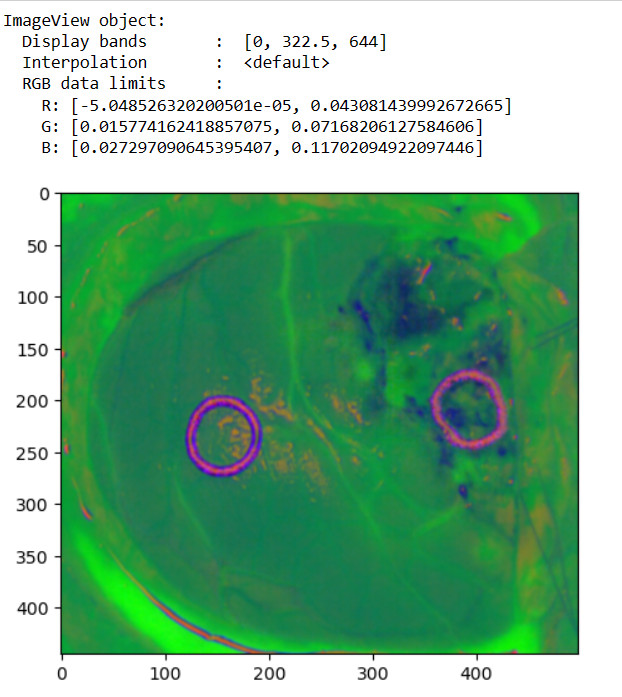 ImageView object:
Display bands : [0, 322.5, 644]
Interpolation : <default>
RGB data limits :
R: [-5.048526320200501e-05, 0.043081439992672665]
G: [0.015774162418857075, 0.07168206127584606]
B: [0.027297090645395407, 0.11702094922097446]
0
50
100
150
200
250
300
350
400
0 100 200 300 400